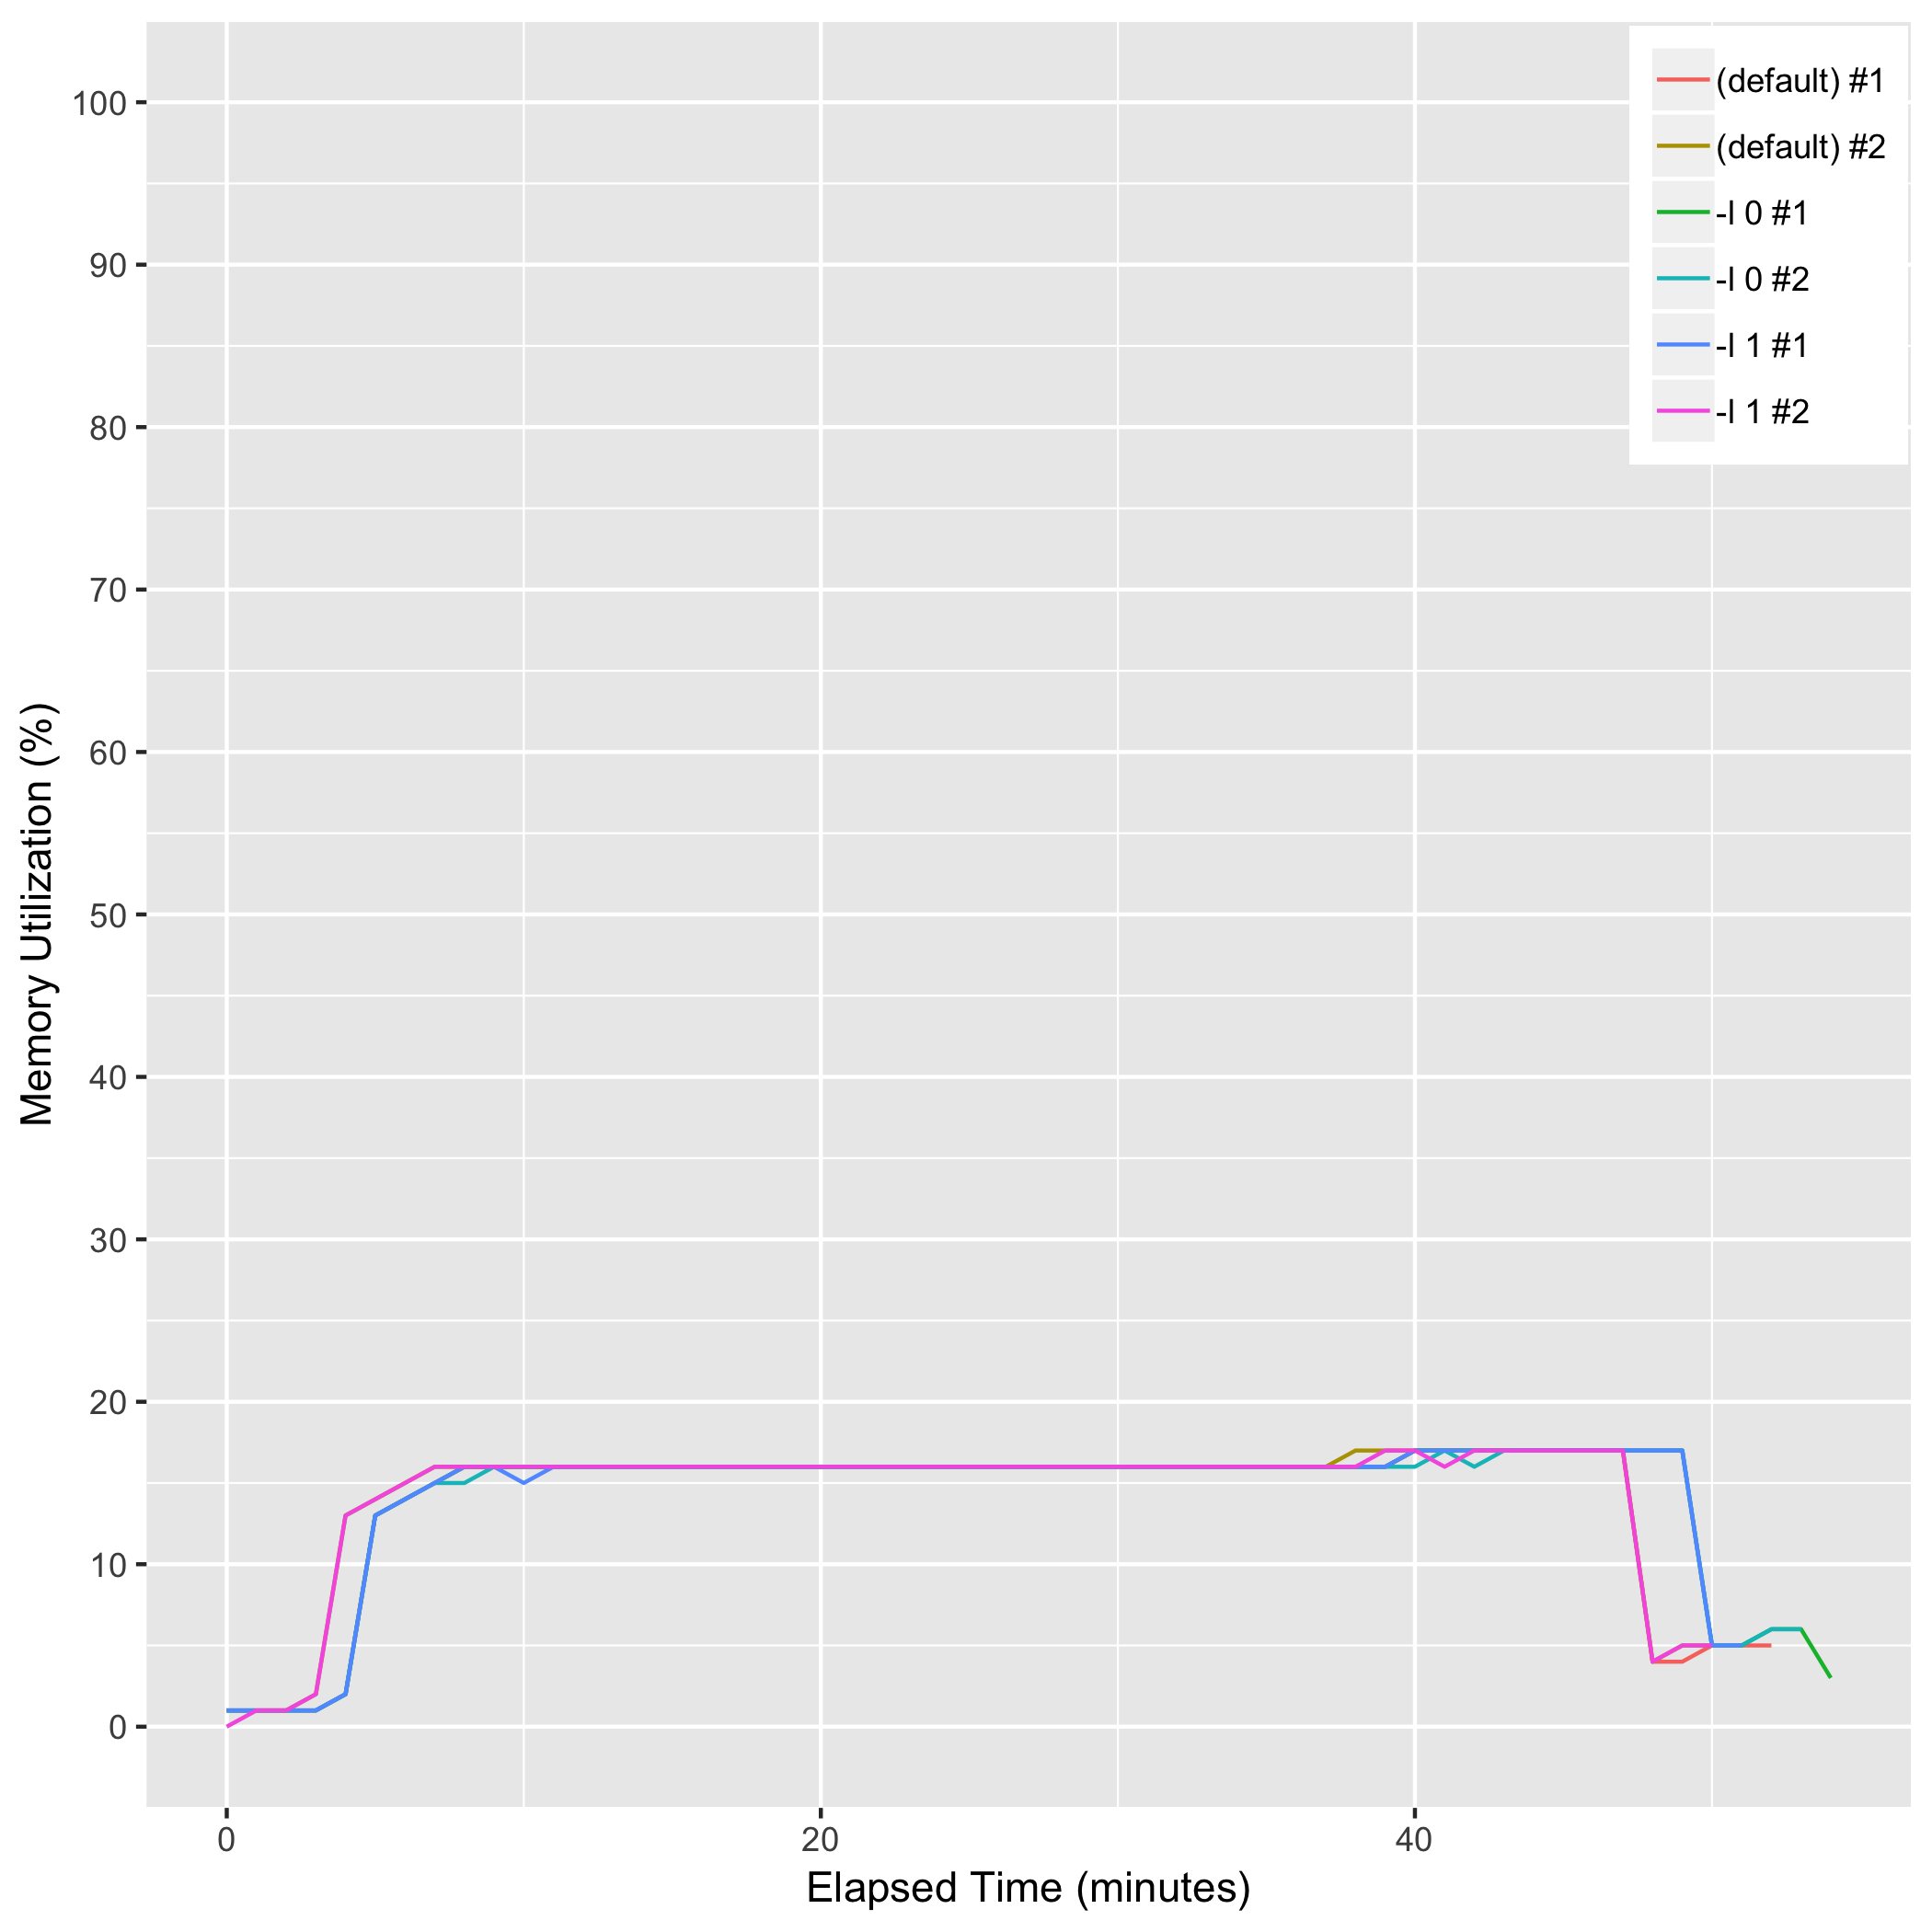 (default) #1
(default) #2
-l 0 #1
-l 0 #2
-l 1 #1
-l 1 #2
Memory Utilization (%)
100
90
80
70
60
50
40
30
20
10
0
0 20 40
Elapsed Time (minutes)